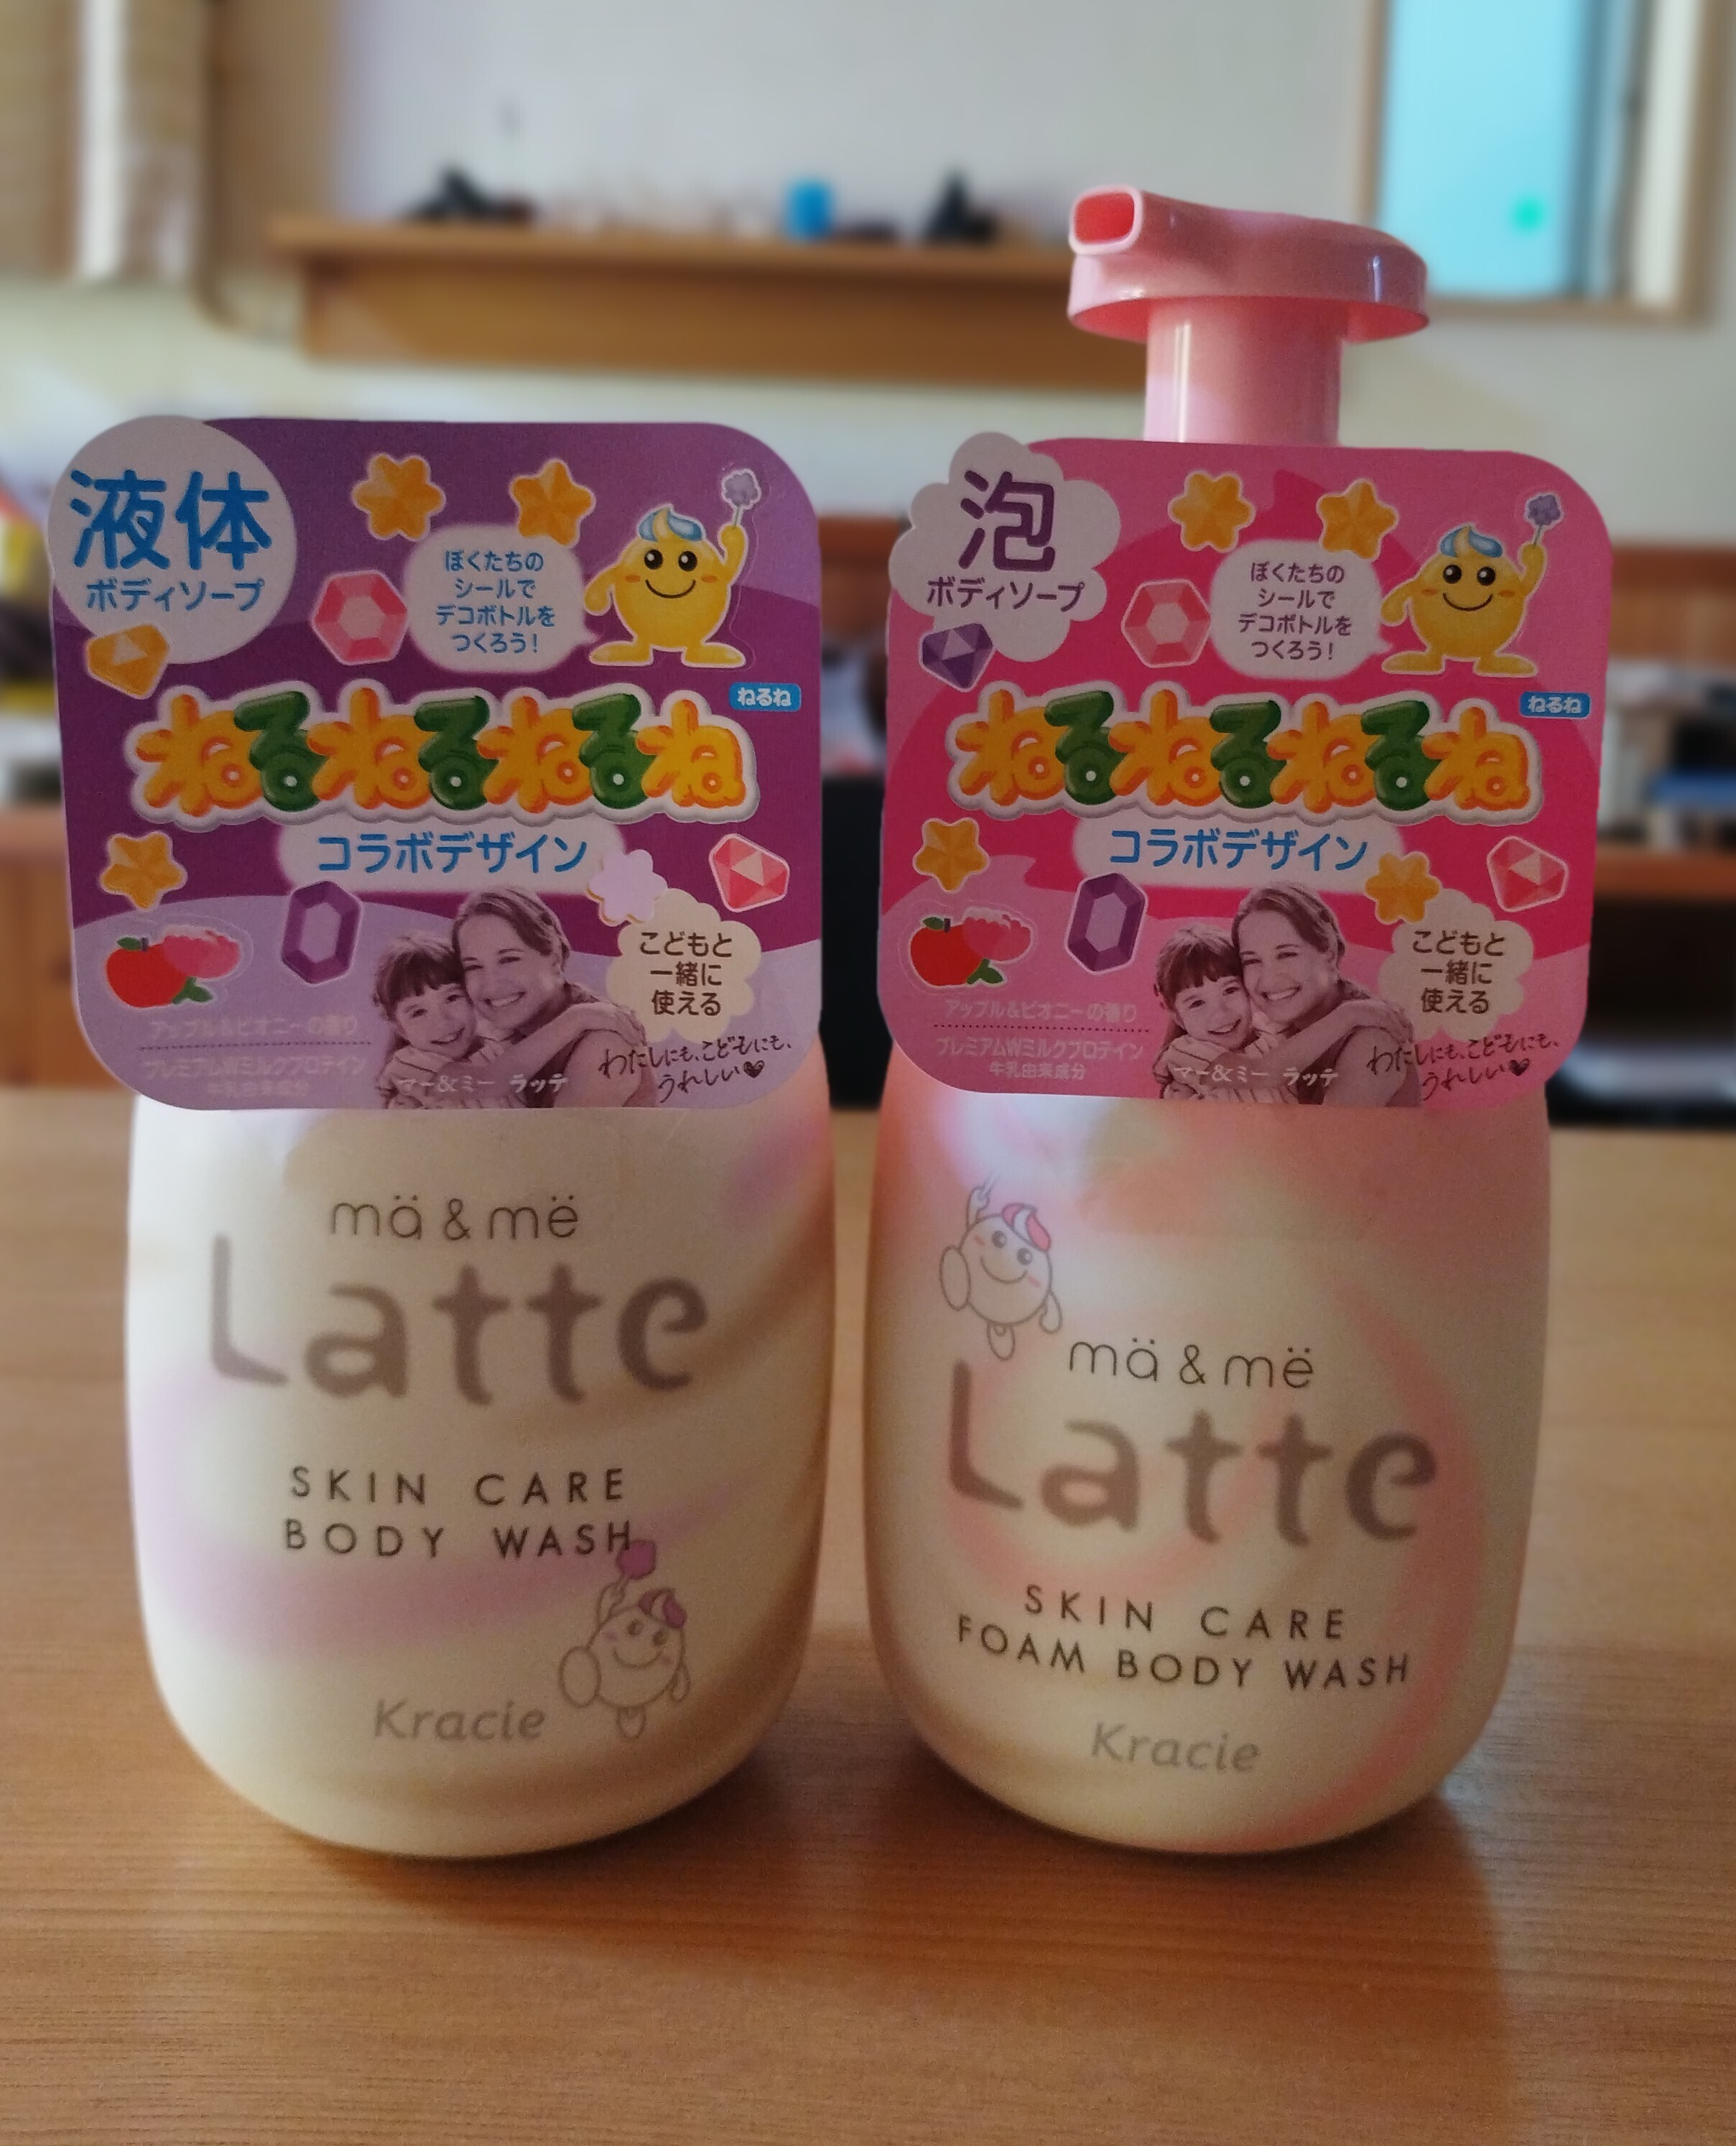 液体
ボディソープ
ぼくたちの
シールで
デコボトルを
つくろう!
ねるね
ねるねるねるね
コラボデザイン
こどもと
一緒に
使える
アップル&ピオニーの香り
プレミアムWミルクプロテイン
牛乳由来成分
マー&ミー ラッテ
わたしにも、こどもにも、
うれしい♥
mä & më
Latte
SKIN CARE
BODY WASH
Kracie
泡
ボディソープ
ぼくたちの
シールで
デコボトルを
つくろう!
ねるね
ねるねるねるね
コラボデザイン
こどもと
一緒に
使える
アップル&ピオニーの香り
プレミアムWミルクプロテイン
牛乳由来成分
マー&ミー ラッテ
わたしにも、こどもにも、
うれしい♥
mä & më
Latte
SKIN CARE
FOAM BODY WASH
Kracie